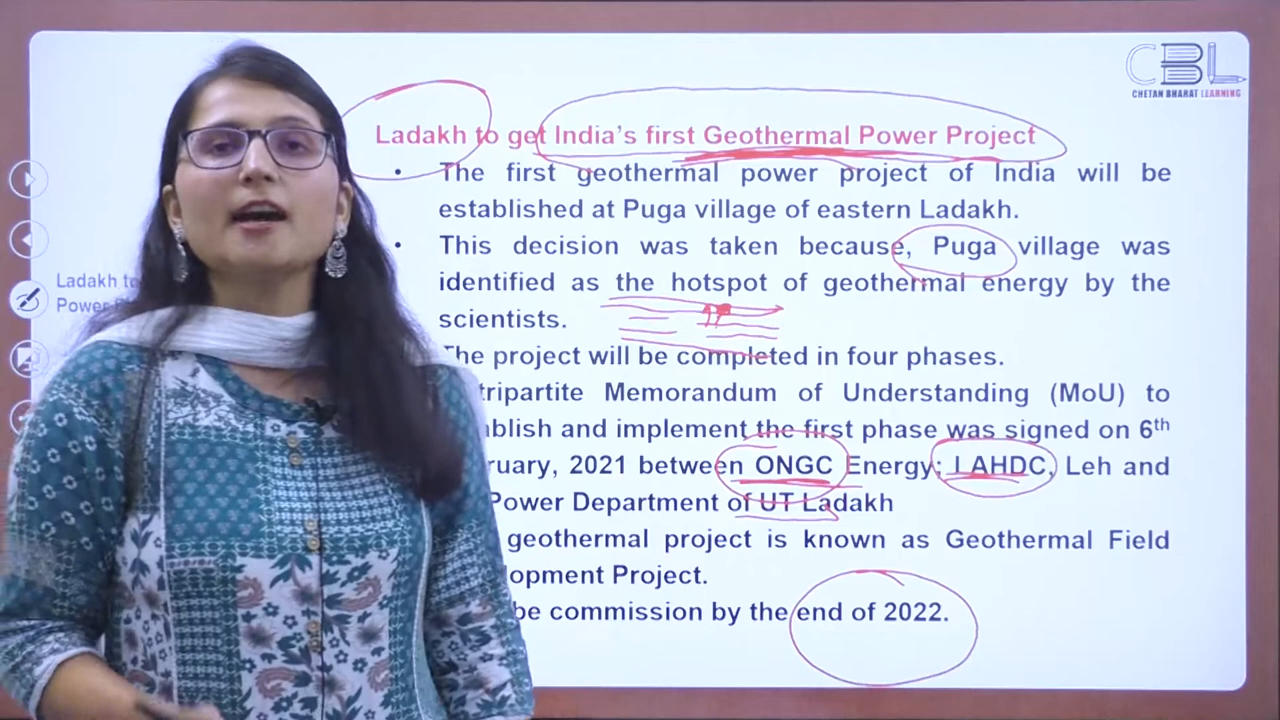 CBL
CHETAN BHARAT LEARNING
Ladakh to get India's first Geothermal Power Project
• The first geothermal power project of India will be
established at Puga village of eastern Ladakh.
• This decision was taken because, Puga village was
identified as the hotspot of geothermal energy by the
scientists.
The project will be completed in four phases.
tripartite Memorandum of Understanding (MoU) to
ablish and implement the first phase was signed on 6th
ruary, 2021 between ONGC Energy; LAHDC, Leh and
Power Department of UT Ladakh
geothermal project is known as Geothermal Field
lopment Project.
be commission by the end of 2022.
Ladakh to
Power